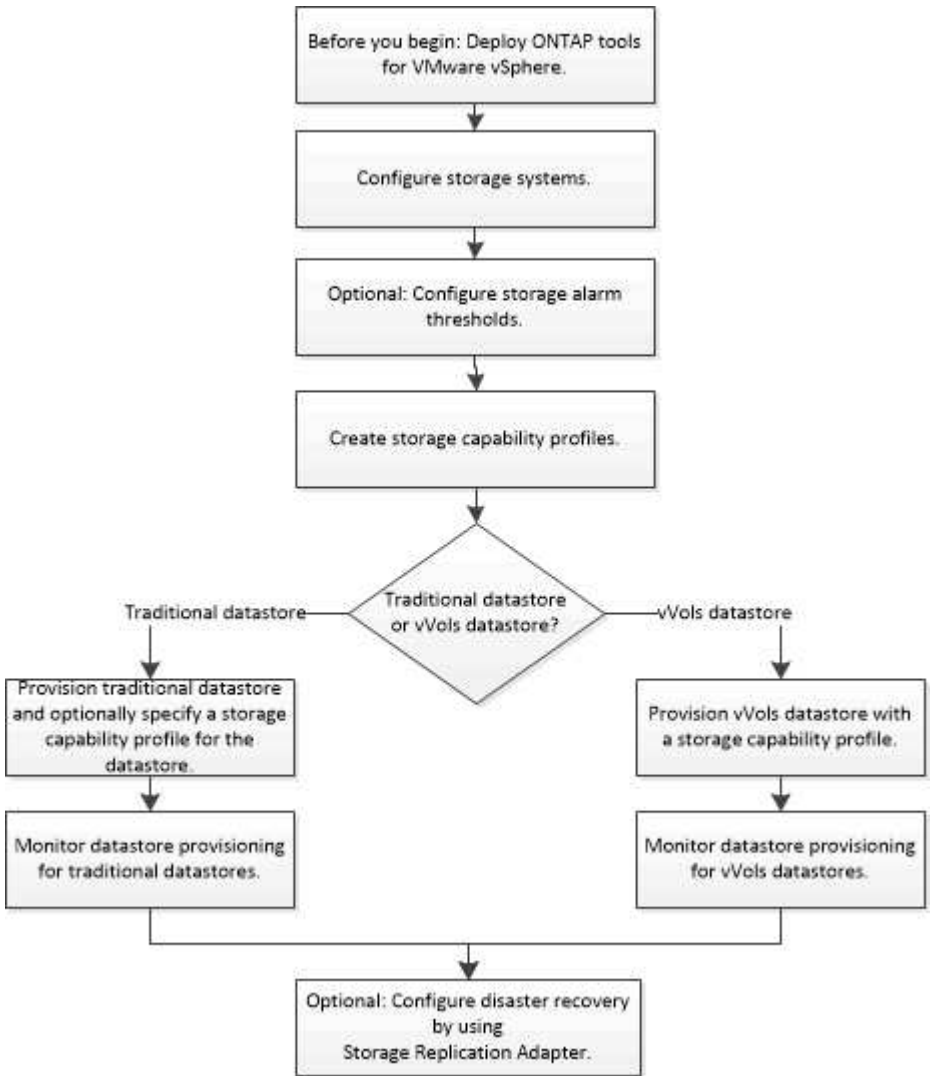 Before you begin: Deploy ONTAP tools
for VMware vSphere.
Configure storage systems.
Optional: Configure storage alarm
thresholds.
Create storage capability profiles.
Traditional datastore
or vVols datastore?
Traditional datastore
vVols datastore
Provision traditional datastore
and optionally specify a storage
capability profile for the
datastore.
Provision vVols datastore with
a storage capability profile.
Monitor datastore provisioning
for traditional datastores.
Monitor datastore provisioning
for vVols datastores.
Optional: Configure disaster recovery
by using
Storage Replication Adapter.